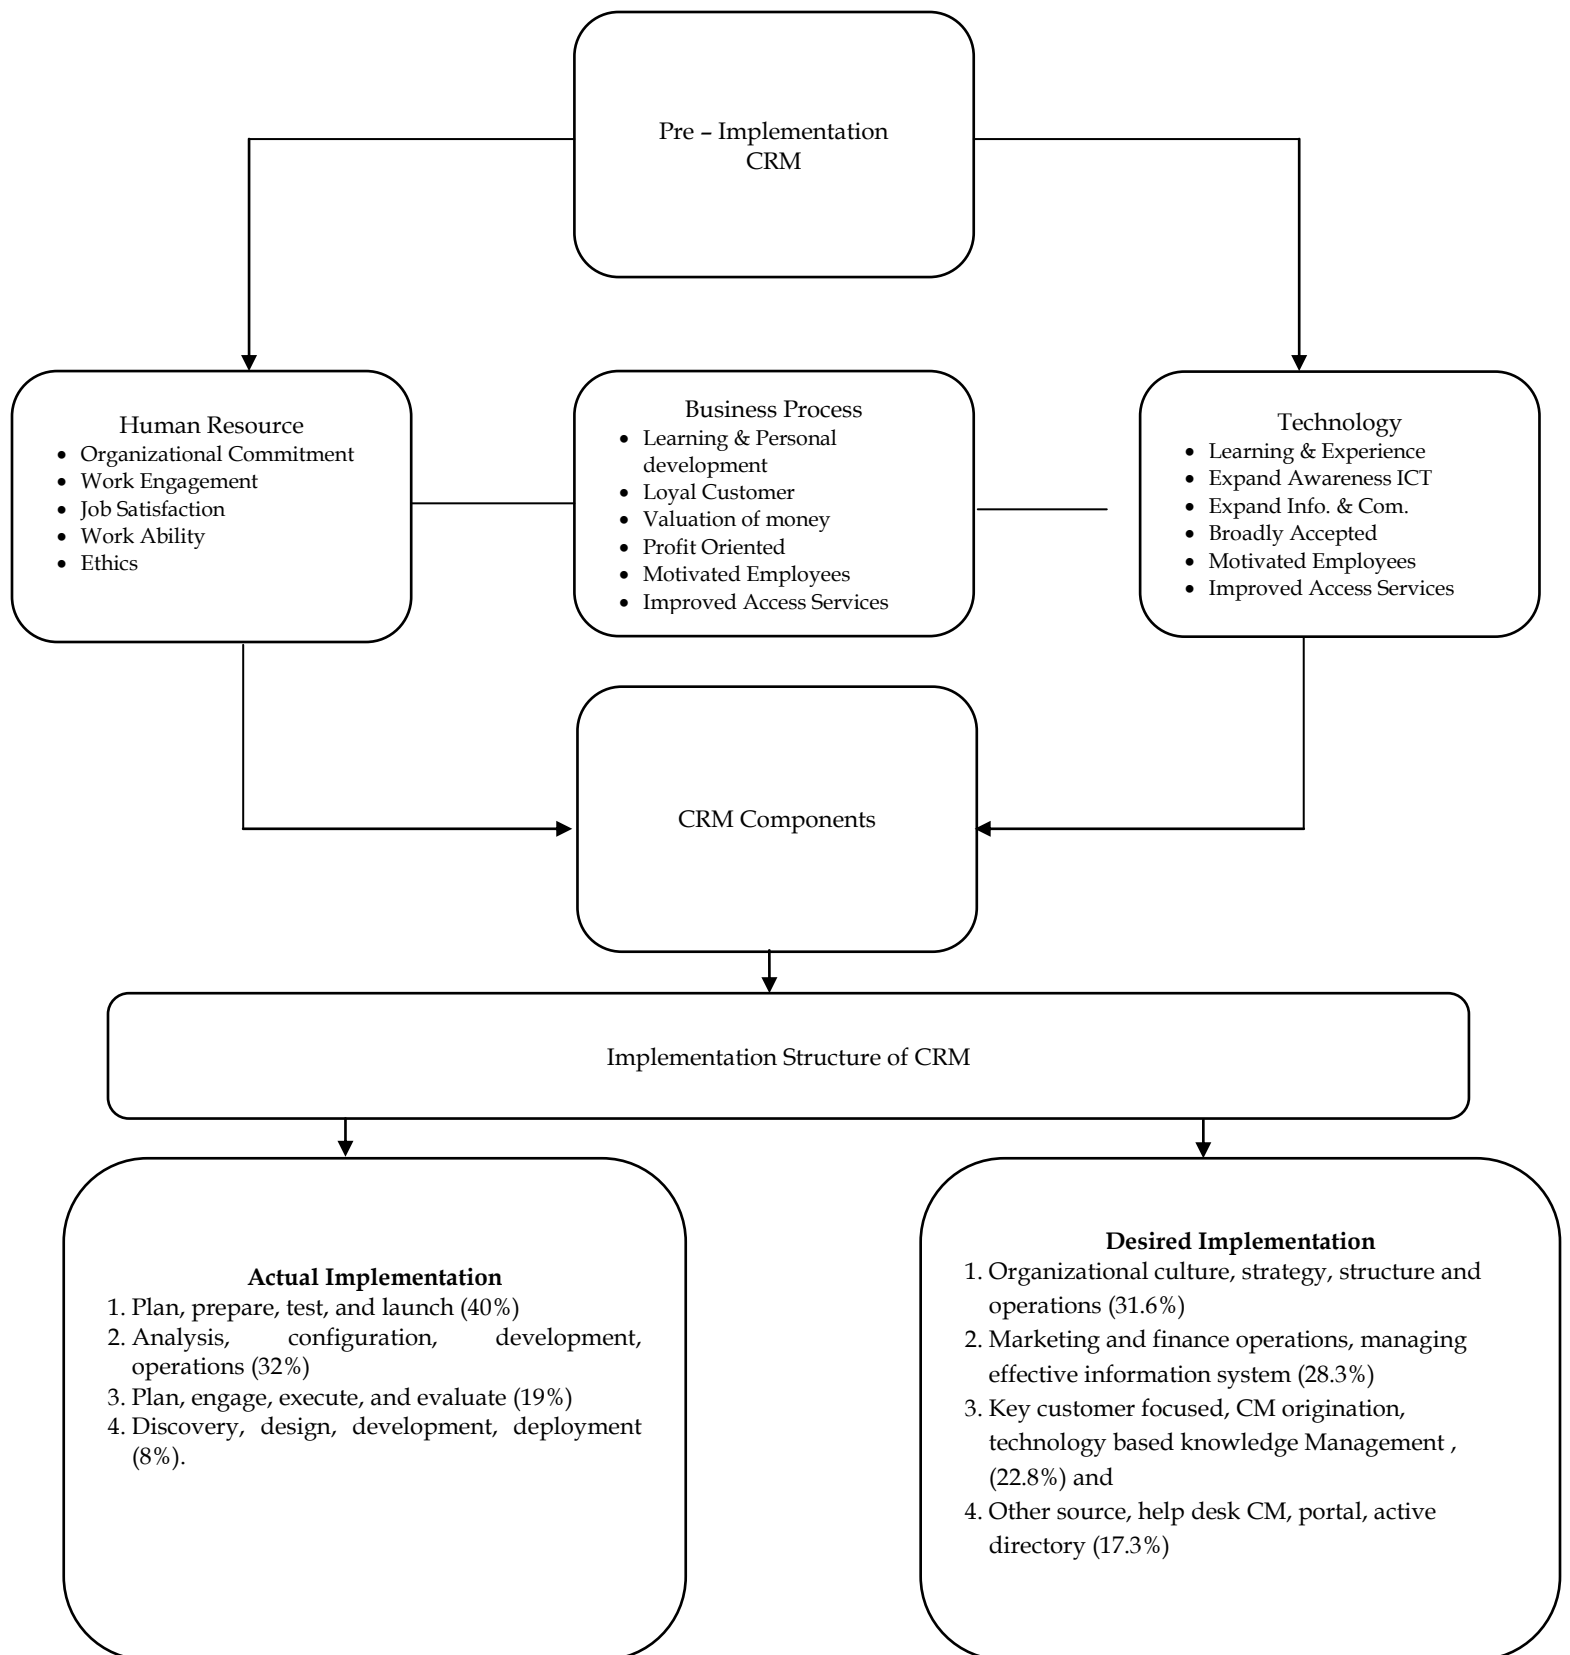 Pre – Implementation
CRM
Human Resource
• Organizational Commitment
• Work Engagement
• Job Satisfaction
• Work Ability
• Ethics
Business Process
• Learning & Personal
development
• Loyal Customer
• Valuation of money
• Profit Oriented
• Motivated Employees
• Improved Access Services
Technology
• Learning & Experience
• Expand Awareness ICT
• Expand Info. & Com.
• Broadly Accepted
• Motivated Employees
• Improved Access Services
CRM Components
Implementation Structure of CRM
Actual Implementation
1. Plan, prepare, test, and launch (40%)
2. Analysis, configuration, development,
operations (32%)
3. Plan, engage, execute, and evaluate (19%)
4. Discovery, design, development, deployment
(8%).
Desired Implementation
1. Organizational culture, strategy, structure and
operations (31.6%)
2. Marketing and finance operations, managing
effective information system (28.3%)
3. Key customer focused, CM origination,
technology based knowledge Management ,
(22.8%) and
4. Other source, help desk CM, portal, active
directory (17.3%)